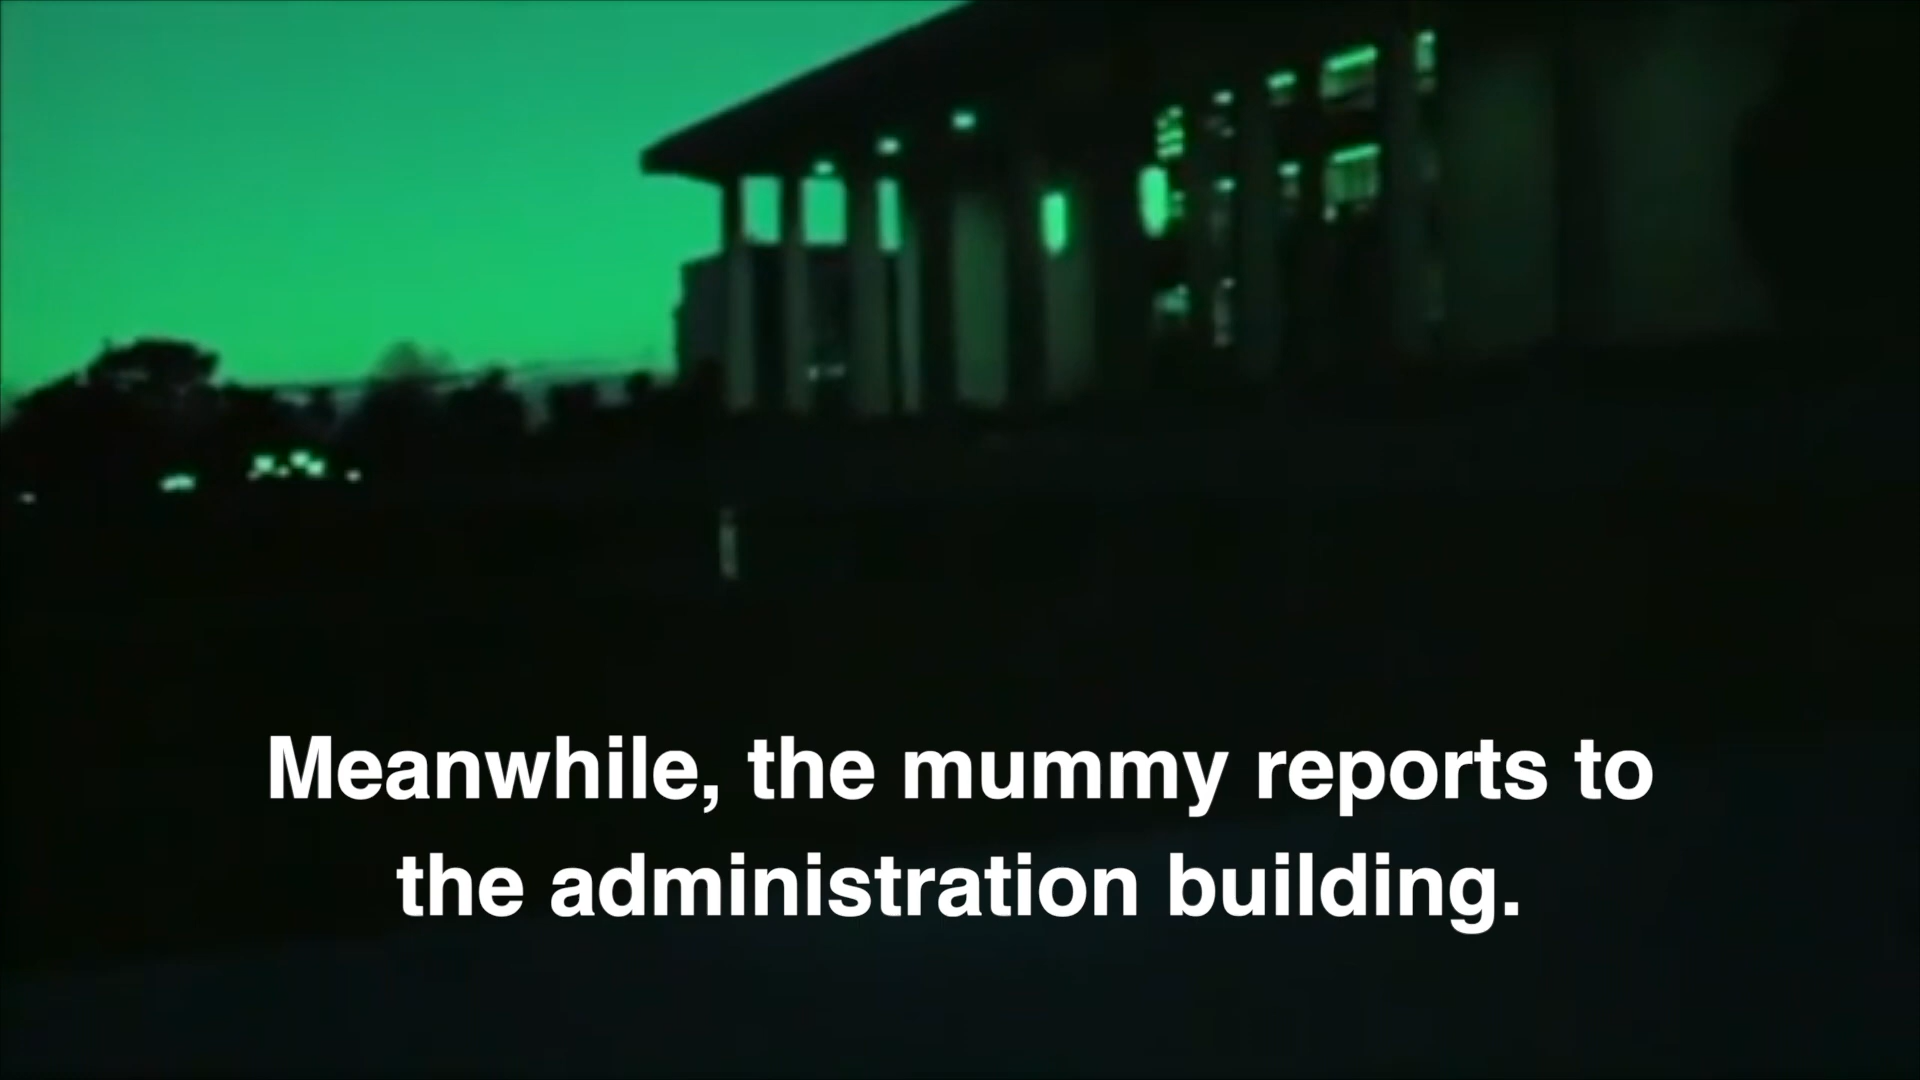 Meanwhile, the mummy reports to
the administration building.